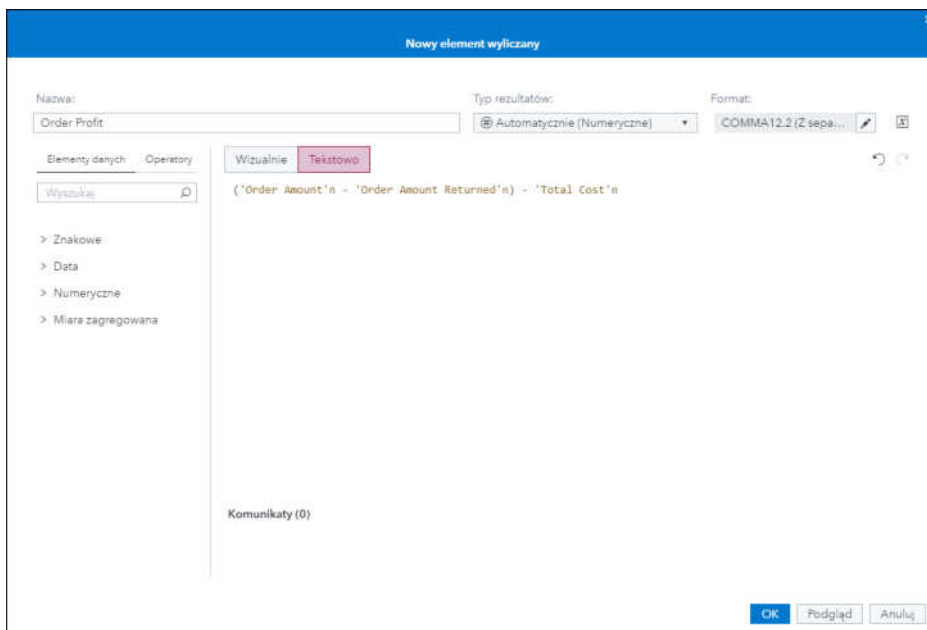 Nowy element wyliczany
Nazwa: Typ rezultatów: Format:
Order Profit Automatycznie (Numeryczne) COMMA12.2 (Z sepa...
Elementy danych Operatory Wizualnie Tekstowo
Wyszukaj ('Order Amount'n - 'Order Amount Returned'n) - 'Total Cost'n
> Znakowe
> Data
> Numeryczne
> Miara zagregowana
Komunikaty (0)
OK Podgląd Anuluj